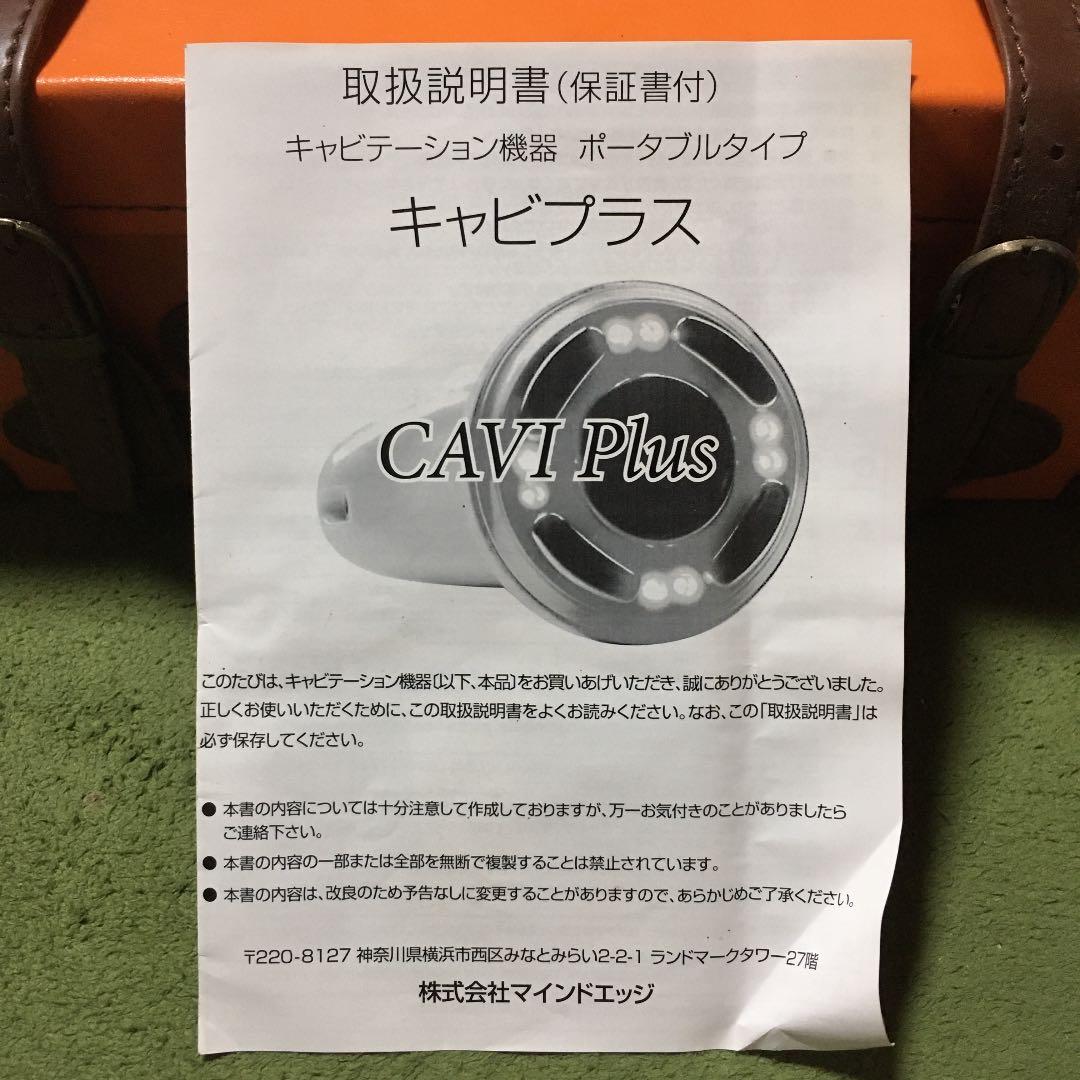 取扱説明書(保証書付)
キャビテーション機器 ポータブルタイプ
キャビプラス
CAVI Plus
このたびは、キャビテーション機器〔以下、本品〕をお買いあげいただき、誠にありがとうございました。
正しくお使いいただくために、この取扱説明書をよくお読みください。なお、この「取扱説明書」は
必ず保存してください。
● 本書の内容については十分注意して作成しておりますが、万一お気付きのことがありましたら
ご連絡下さい。
● 本書の内容の一部または全部を無断で複製することは禁止されています。
● 本書の内容は、改良のため予告なしに変更することがありますので、あらかじめご了承ください。
〒220-8127 神奈川県横浜市西区みなとみらい2-2-1 ランドマークタワー27階
株式会社マインドエッジ